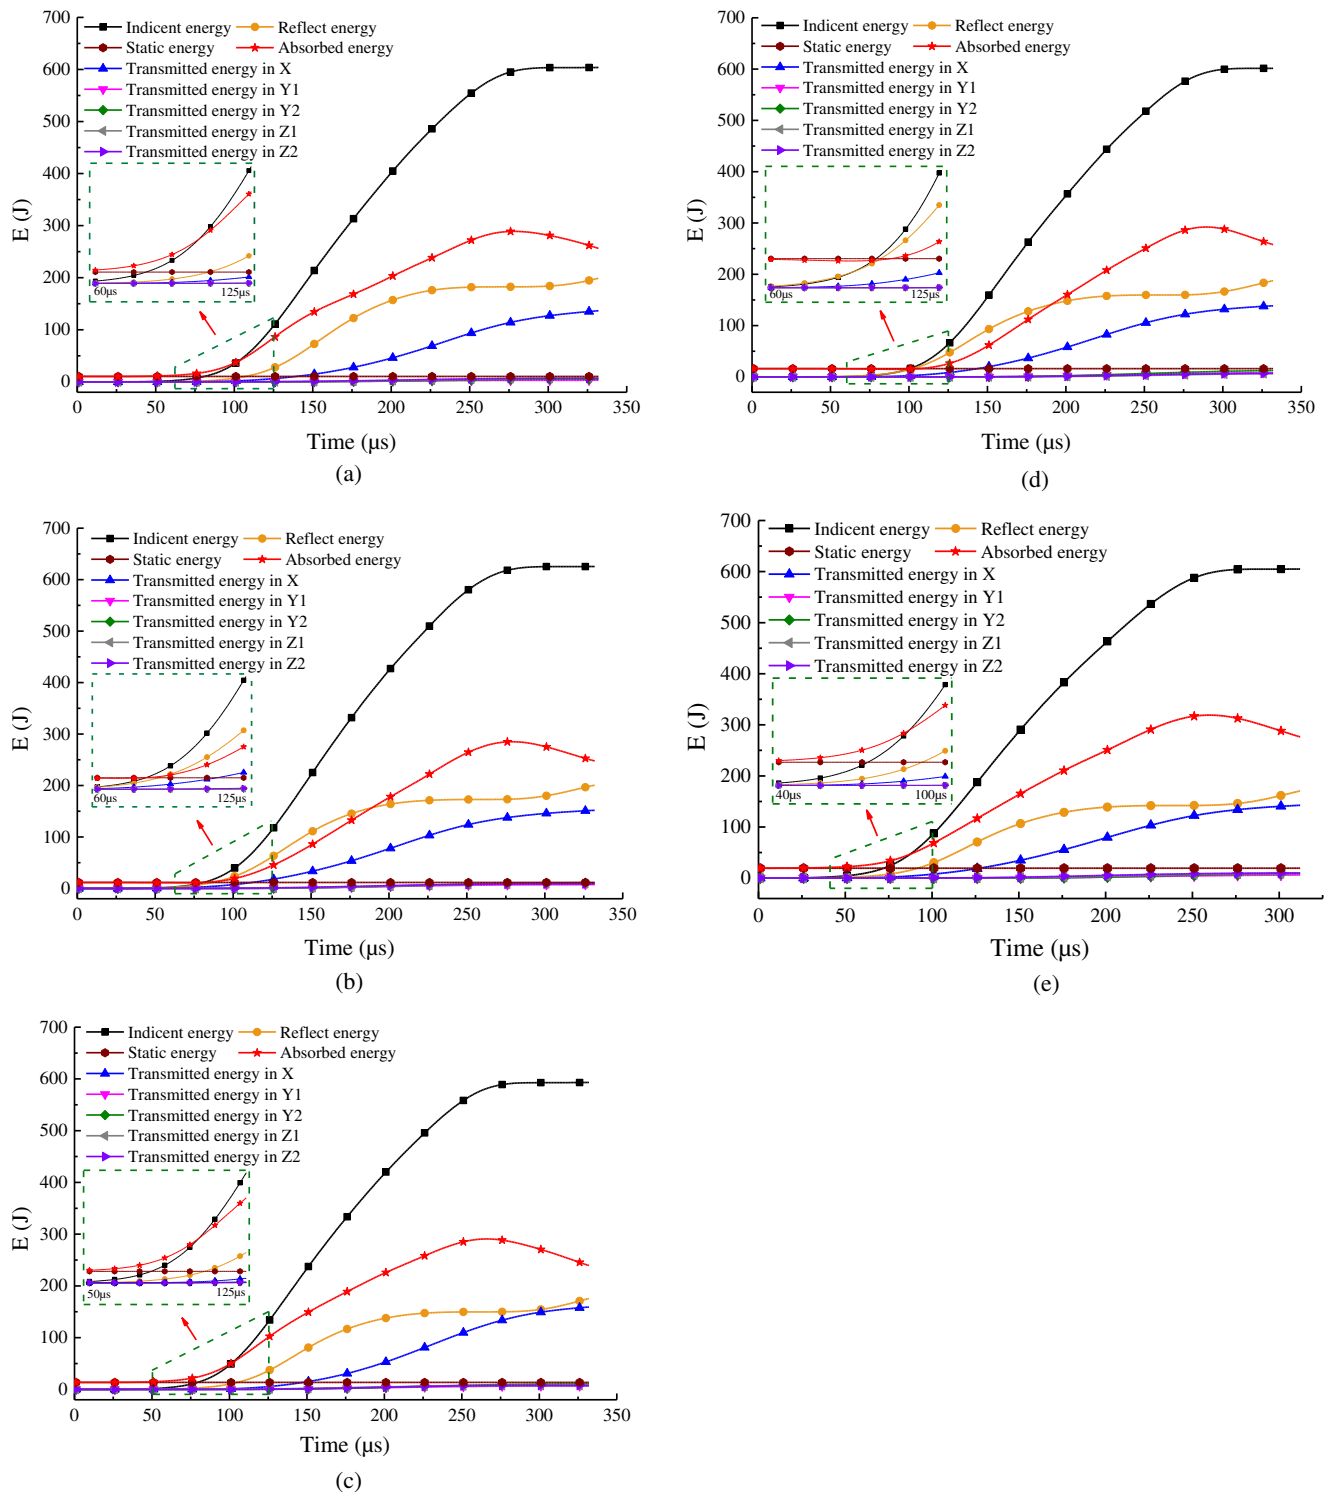 700
600
500
400
300
200
100
0
E (J)
Indicent energy
Reflect energy
Static energy
Absorbed energy
Transmitted energy in X
Transmitted energy in Y1
Transmitted energy in Y2
Transmitted energy in Z1
Transmitted energy in Z2
60μs 125μs
0 50 100 150 200 250 300 350
Time (μs)
(a)
700
600
500
400
300
200
100
0
E (J)
Indicent energy
Reflect energy
Static energy
Absorbed energy
Transmitted energy in X
Transmitted energy in Y1
Transmitted energy in Y2
Transmitted energy in Z1
Transmitted energy in Z2
60μs 125μs
0 50 100 150 200 250 300 350
Time (μs)
(d)
700
600
500
400
300
200
100
0
E (J)
Indicent energy
Reflect energy
Static energy
Absorbed energy
Transmitted energy in X
Transmitted energy in Y1
Transmitted energy in Y2
Transmitted energy in Z1
Transmitted energy in Z2
60μs 125μs
0 50 100 150 200 250 300 350
Time (μs)
(b)
700
600
500
400
300
200
100
0
E (J)
Indicent energy
Reflect energy
Static energy
Absorbed energy
Transmitted energy in X
Transmitted energy in Y1
Transmitted energy in Y2
Transmitted energy in Z1
Transmitted energy in Z2
40μs 100μs
0 50 100 150 200 250 300
Time (μs)
(e)
700
600
500
400
300
200
100
0
E (J)
Indicent energy
Reflect energy
Static energy
Absorbed energy
Transmitted energy in X
Transmitted energy in Y1
Transmitted energy in Y2
Transmitted energy in Z1
Transmitted energy in Z2
50μs 125μs
0 50 100 150 200 250 300 350
Time (μs)
(c)